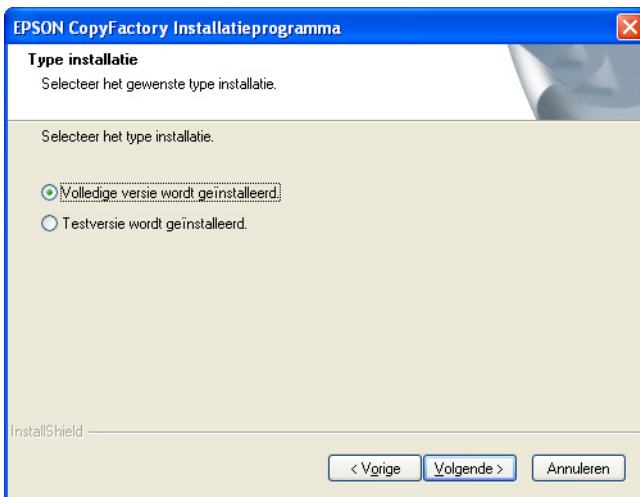 EPSON CopyFactory Installatieprogramma
Type installatie
Selecteer het gewenste type installatie.
Selecteer het type installatie.
Volledige versie wordt geïnstalleerd.
Testversie wordt geïnstalleerd.
InstallShield
< Vorige
Volgende >
Annuleren